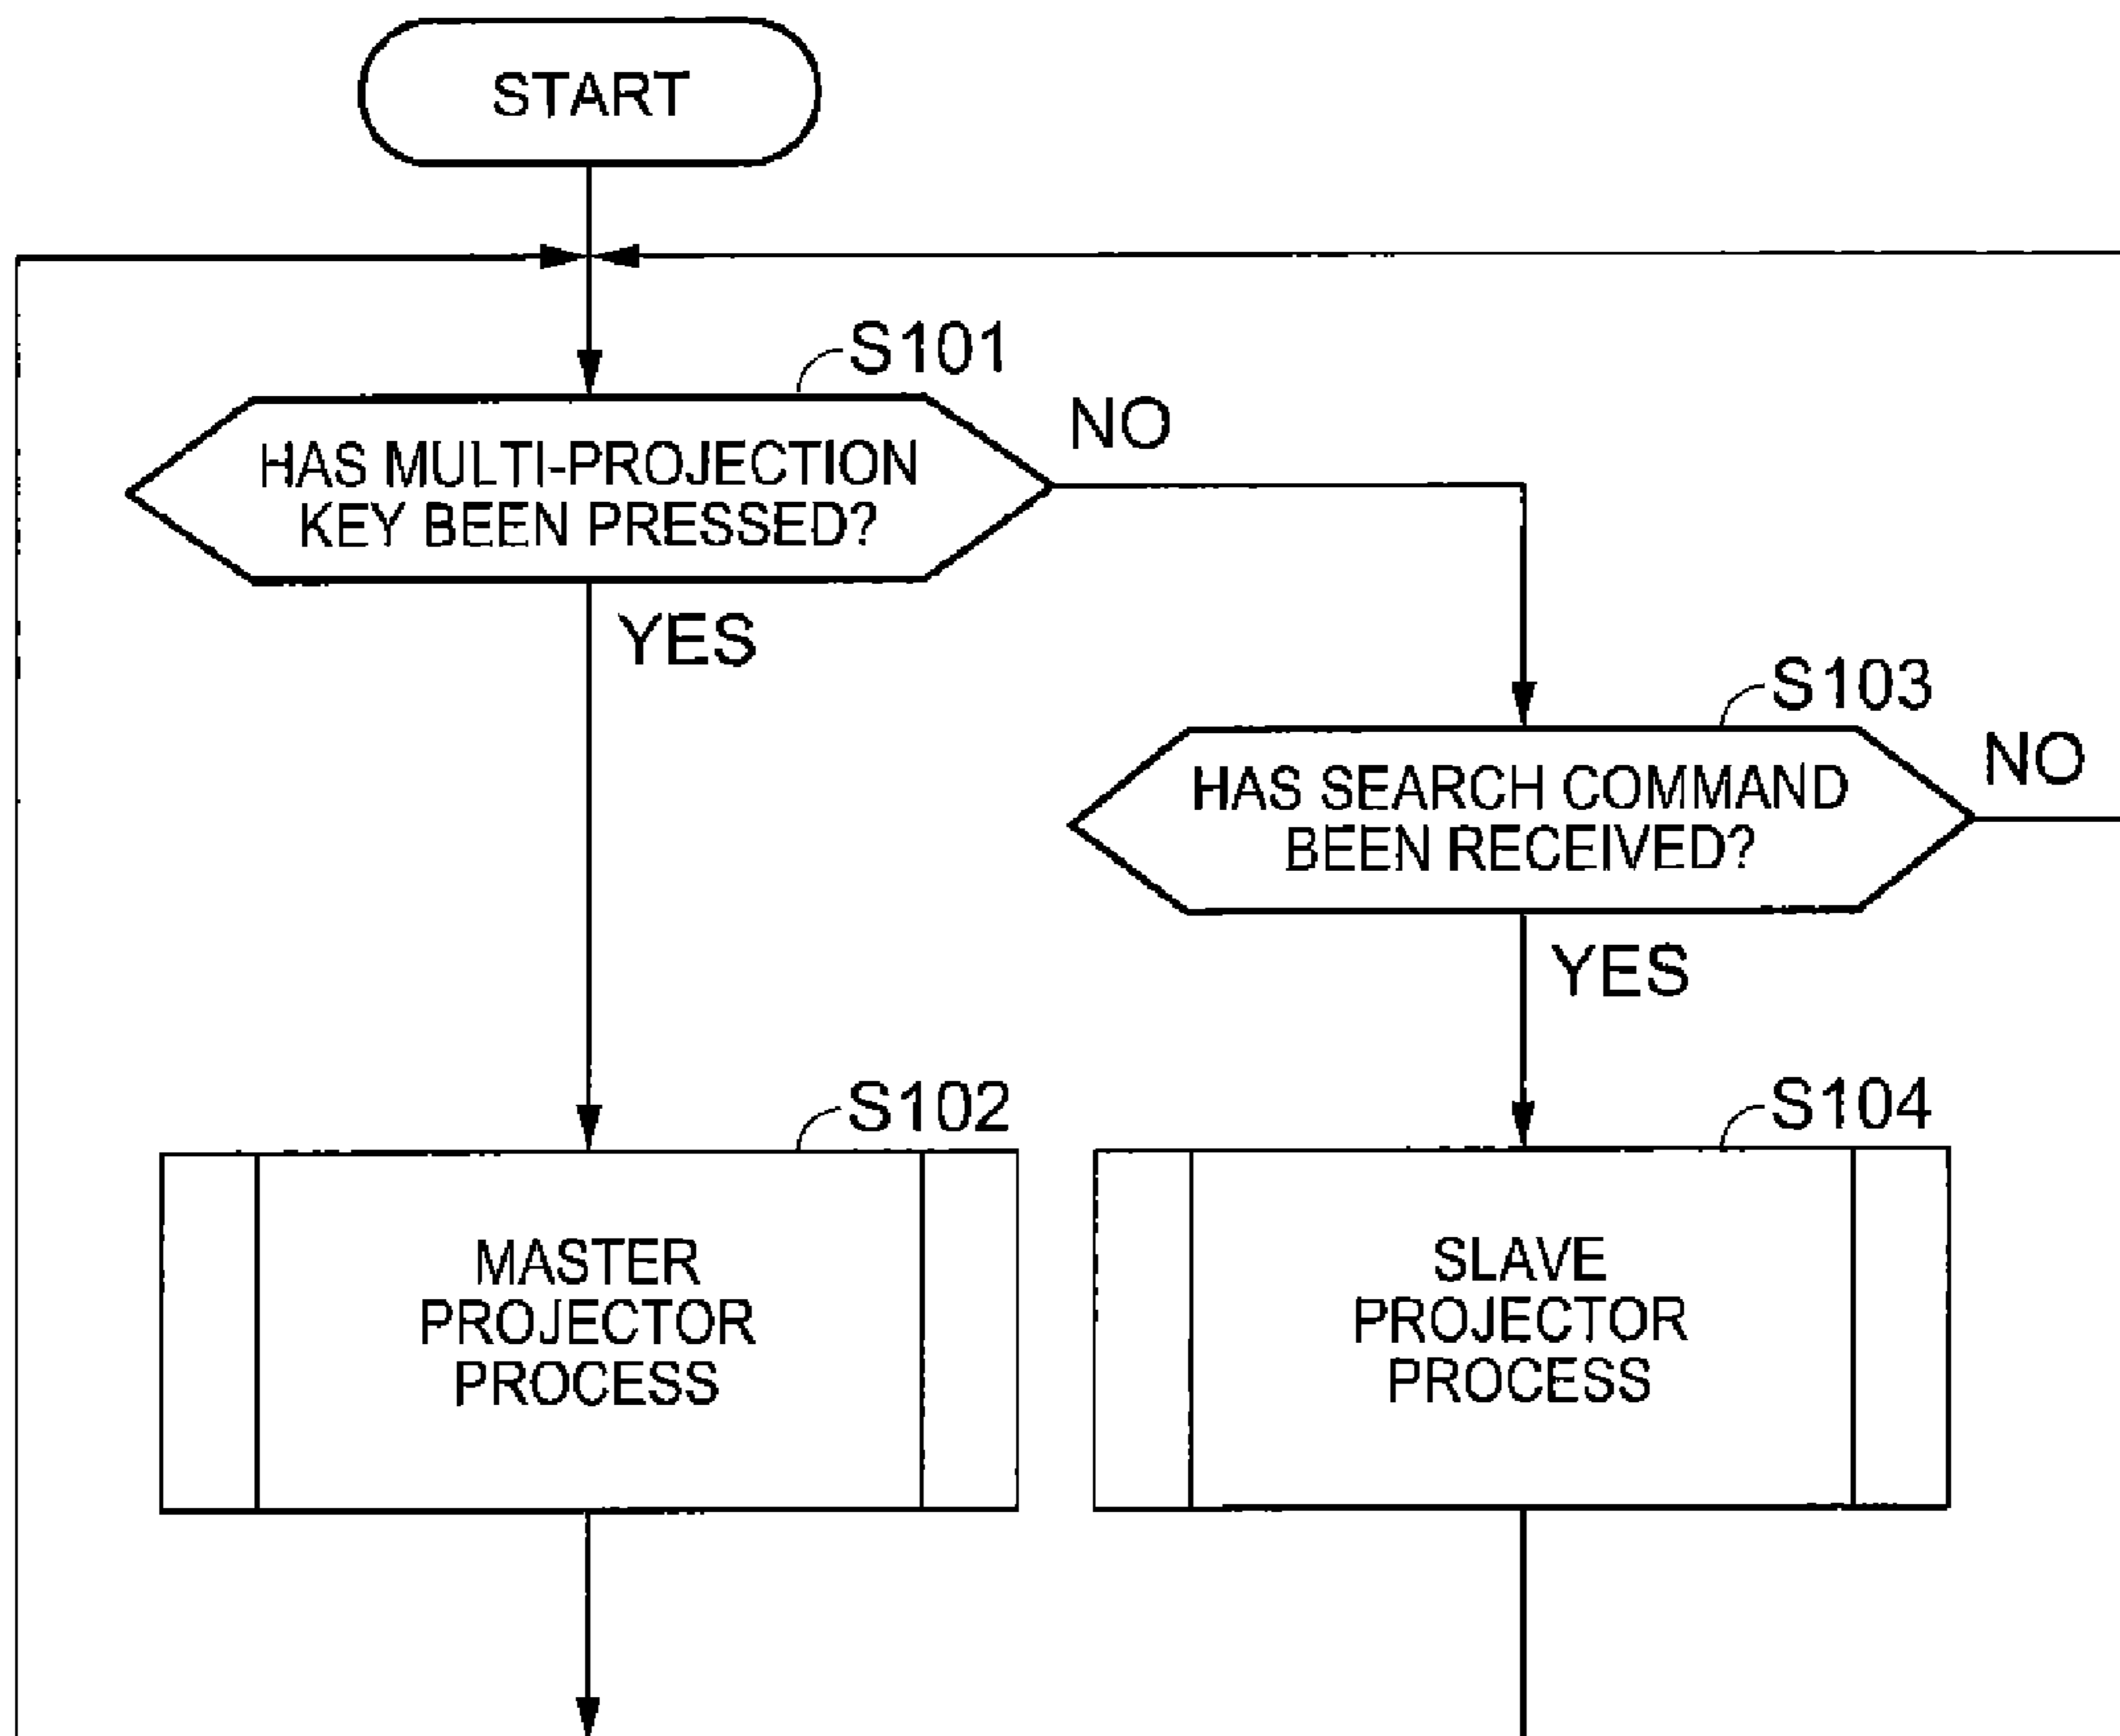 START
S101
HAS MULTI-PROJECTION
KEY BEEN PRESSED?
NO
YES
S103
HAS SEARCH COMMAND
BEEN RECEIVED?
NO
YES
S102
MASTER
PROJECTOR
PROCESS
S104
SLAVE
PROJECTOR
PROCESS